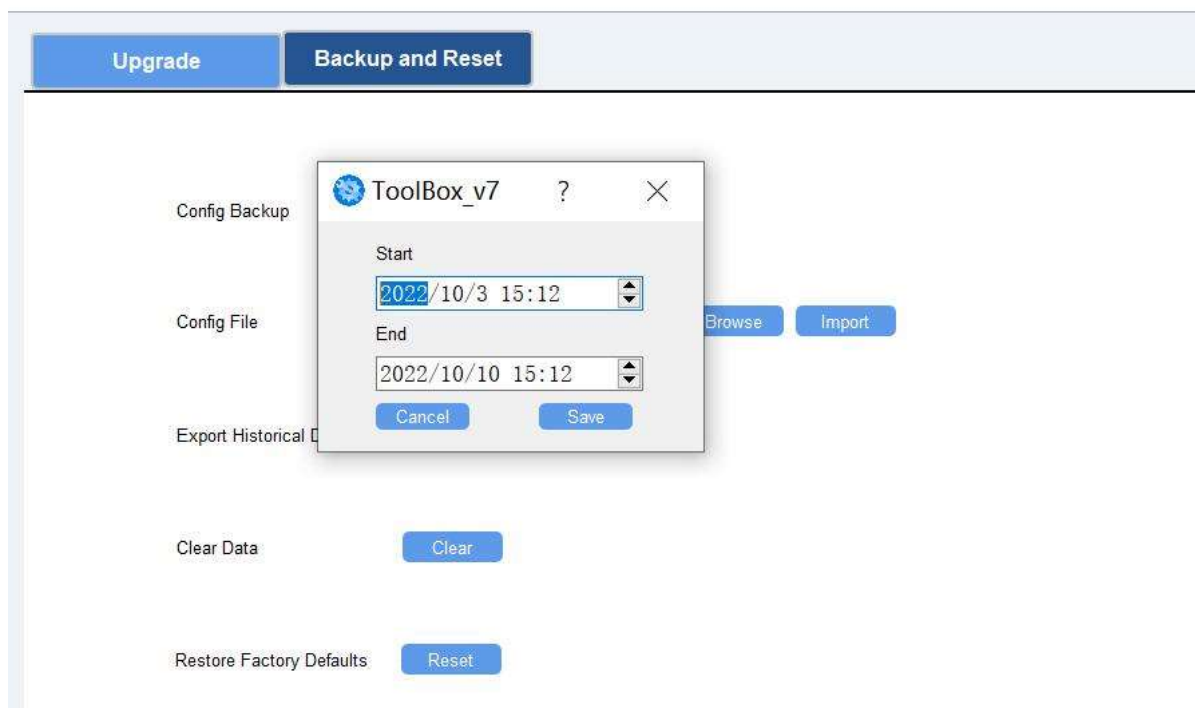 Upgrade
Backup and Reset
ToolBox_v7 ?
Config Backup
Start
2022/10/3 15:12
Config File
Browse
Import
End
2022/10/10 15:12
Cancel
Save
Export Historical
Clear Data
Clear
Restore Factory Defaults
Reset